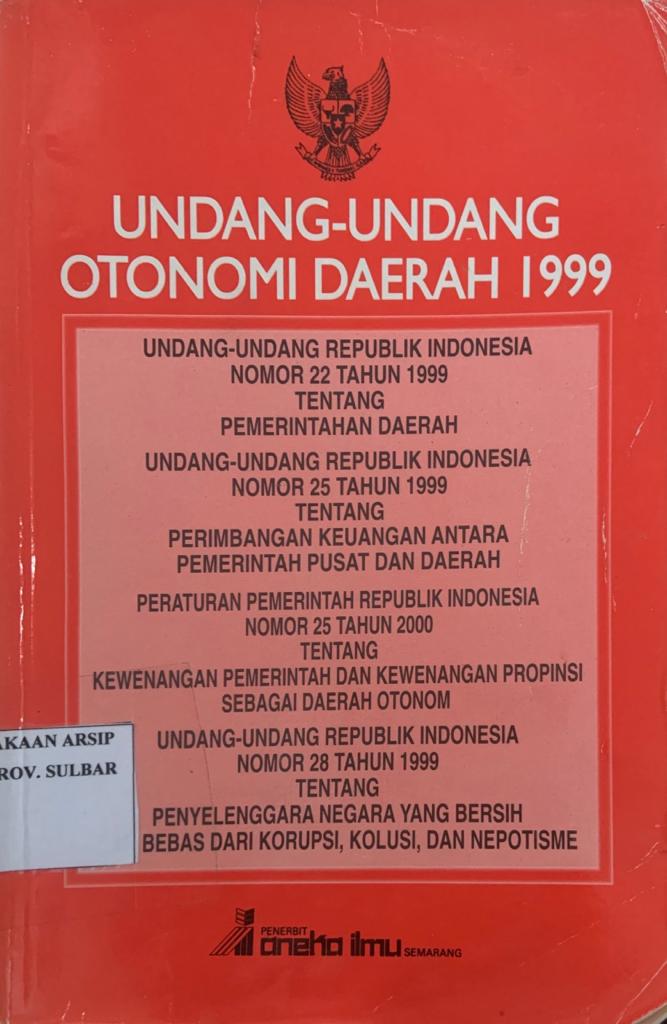 UNDANG-UNDANG
OTONOMI DAERAH 1999
UNDANG-UNDANG REPUBLIK INDONESIA
NOMOR 22 TAHUN 1999
TENTANG
PEMERINTAHAN DAERAH
UNDANG-UNDANG REPUBLIK INDONESIA
NOMOR 25 TAHUN 1999
TENTANG
PERIMBANGAN KEUANGAN ANTARA
PEMERINTAH PUSAT DAN DAERAH
PERATURAN PEMERINTAH REPUBLIK INDONESIA
NOMOR 25 TAHUN 2000
TENTANG
KEWENANGAN PEMERINTAH DAN KEWENANGAN PROPINSI
SEBAGAI DAERAH OTONOM
UNDANG-UNDANG REPUBLIK INDONESIA
NOMOR 28 TAHUN 1999
TENTANG
PENYELENGGARA NEGARA YANG BERSIH
BEBAS DARI KORUPSI, KOLUSI, DAN NEPOTISME
AKAAN ARSIP
ROV. SULBAR
PENERBIT
aneka ilmu SEMARANG